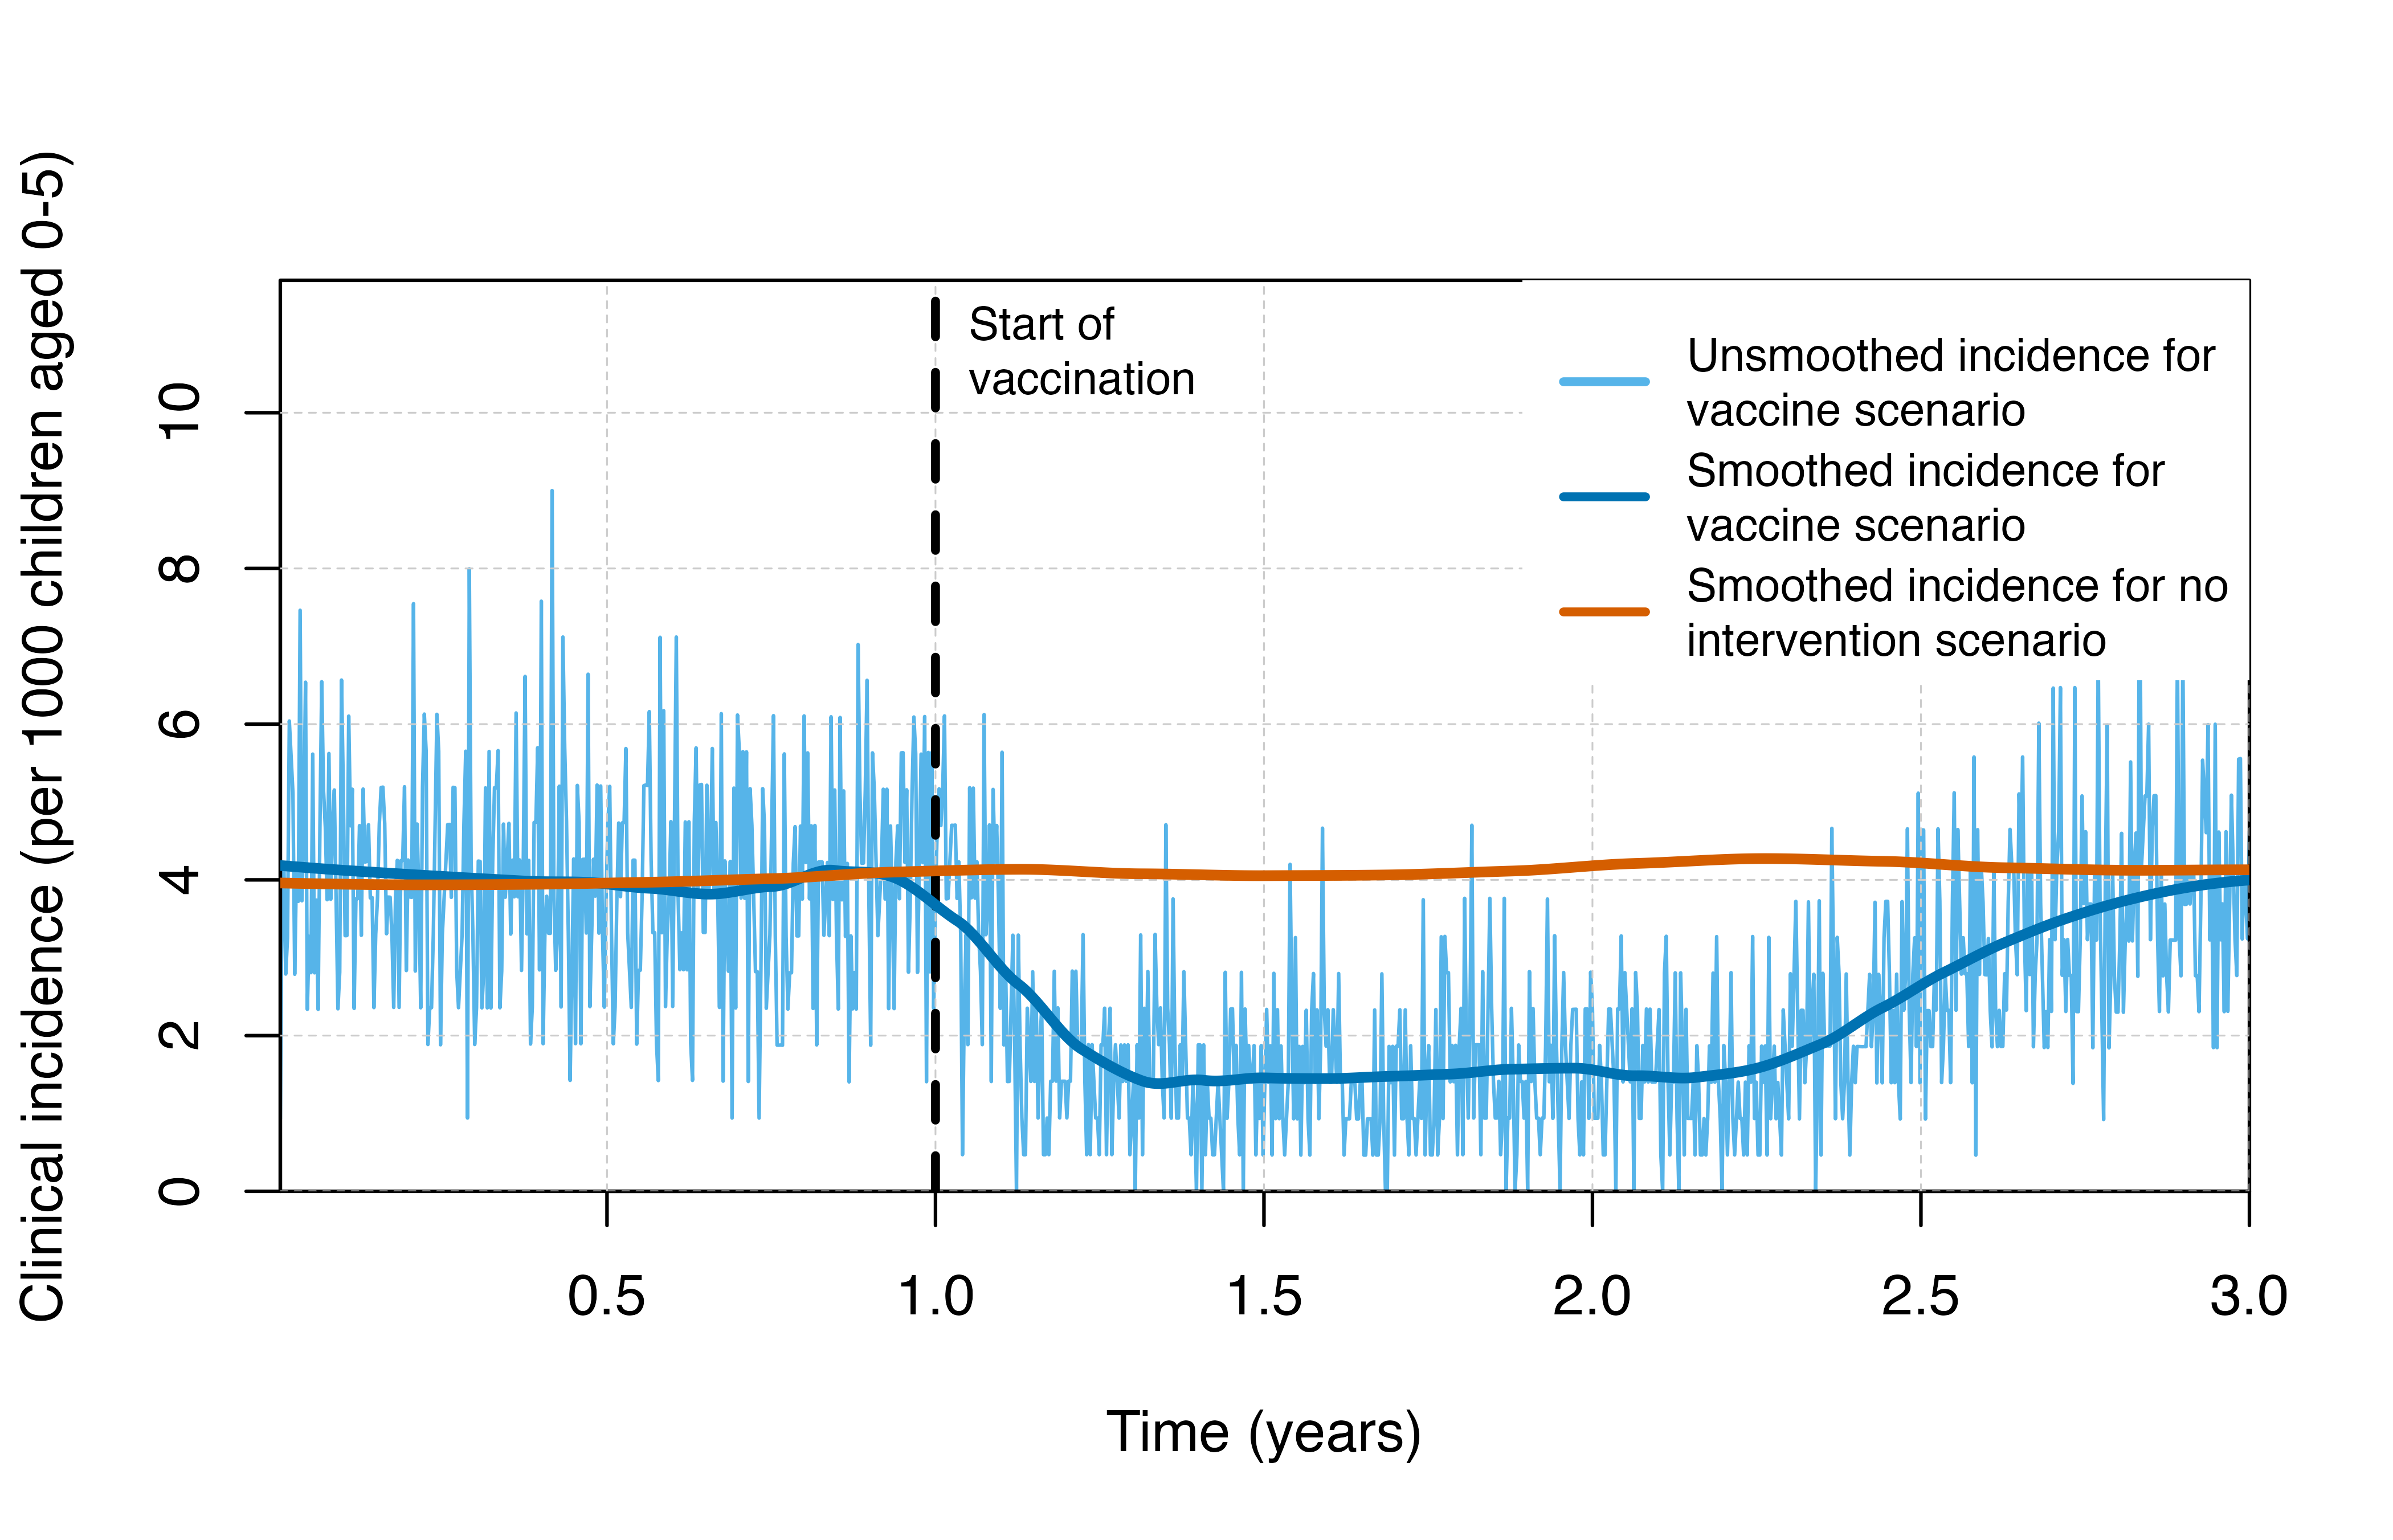 Clinical incidence (per 1000 children aged 0-5)
10
8
6
4
2
0
Start of
vaccination
Unsmoothed incidence for
vaccine scenario
Smoothed incidence for
vaccine scenario
Smoothed incidence for no
intervention scenario
0.5
1.0
1.5
2.0
2.5
3.0
Time (years)